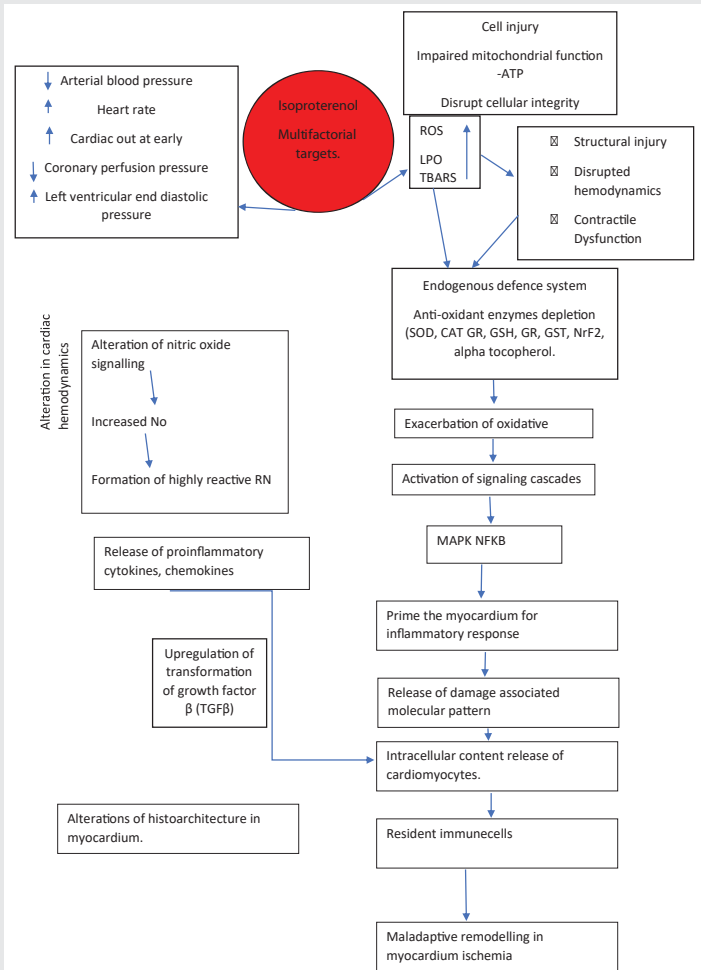 Cell injury
Impaired mitochondrial function
-ATP
Disrupt cellular integrity
Arterial blood pressure
Heart rate
Cardiac out at early
Coronary perfusion pressure
Left ventricular end diastolic
pressure
Isoproterenol
Multifactorial
targets.
ROS
LPO
TBARS
Structural injury
Disrupted
hemodynamics
Contractile
Dysfunction
Endogenous defence system
Anti-oxidant enzymes depletion
(SOD, CAT GR, GSH, GR, GST, NrF2,
alpha tocopherol.
Alteration in cardiac
hemodynamics
Alteration of nitric oxide
signalling
Increased No
Formation of highly reactive RN
Exacerbation of oxidative
Activation of signaling cascades
MAPK NFKB
Release of proinflammatory
cytokines, chemokines
Prime the myocardium for
inflammatory response
Upregulation of
transformation
of growth factor
β (TGFβ)
Release of damage associated
molecular pattern
Intracellular content release of
cardiomyocytes.
Alterations of histoarchitecture in
myocardium.
Resident immunecells
Maladaptive remodelling in
myocardium ischemia